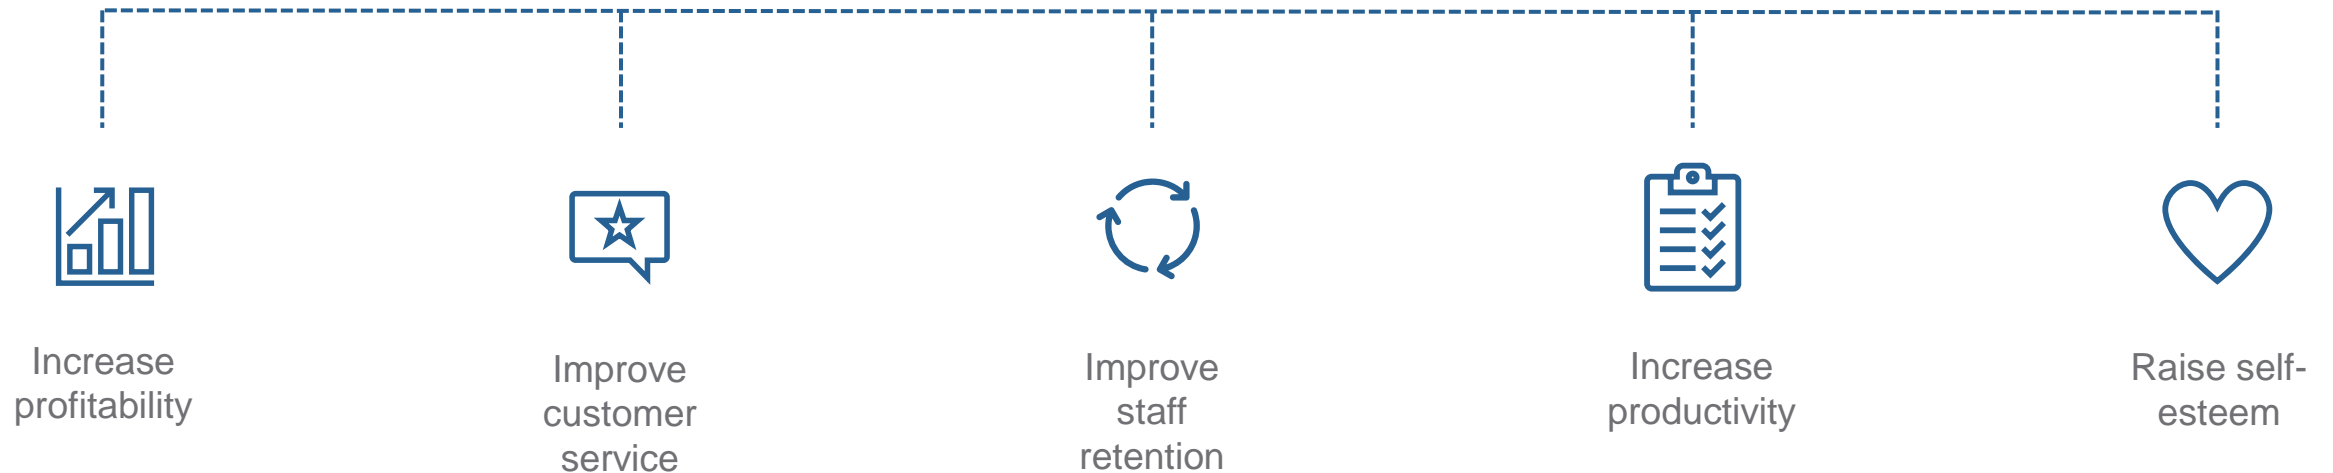 Increase
profitability
Improve
customer
service
Improve
staff
retention
Increase
productivity
Raise self-
esteem